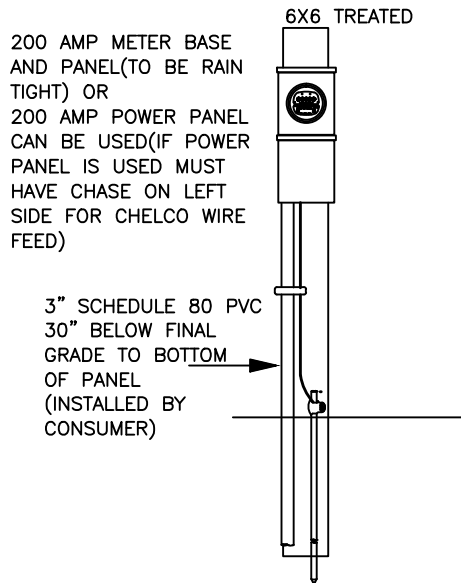 6X6 TREATED
200 AMP METER BASE
AND PANEL(TO BE RAIN
TIGHT) OR
200 AMP POWER PANEL
CAN BE USED(IF POWER
PANEL IS USED MUST
HAVE CHASE ON LEFT
SIDE FOR CHELCO WIRE
FEED)
3" SCHEDULE 80 PVC
30" BELOW FINAL
GRADE TO BOTTOM
OF PANEL
(INSTALLED BY
CONSUMER)